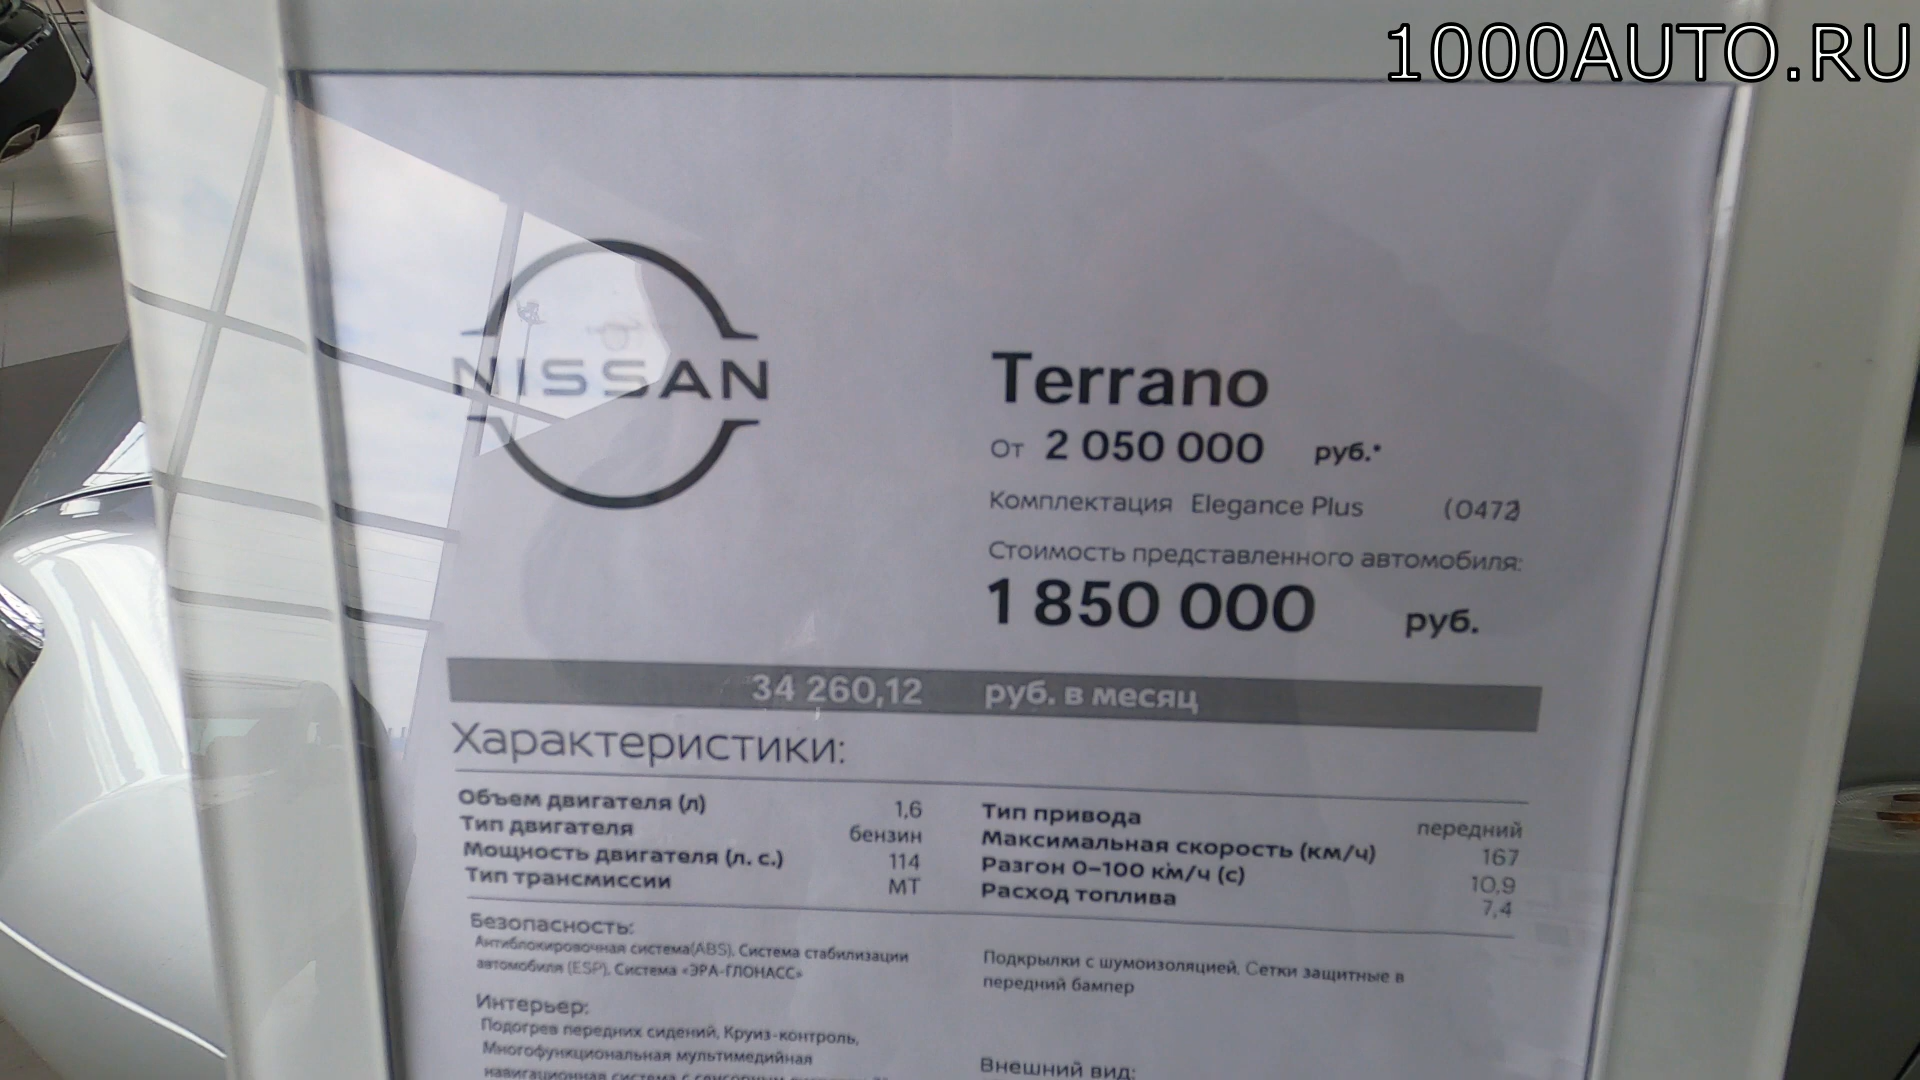 1000AUTO.RU
NISSAN
Terrano
От 2 050 000 руб.*
Комплектация Elegance Plus (0472)
Стоимость представленного автомобиля:
1 850 000 руб.
34 260,12 руб. в месяц
Характеристики:
Объем двигателя (л) 1,6
Тип двигателя бензин
Мощность двигателя (л. с.) 114
Тип трансмиссии МТ
Тип привода передний
Максимальная скорость (км/ч) 167
Разгон 0–100 км/ч (с) 10,9
Расход топлива 7,4
Безопасность:
Антиблокировочная система(ABS), Система стабилизации
автомобиля (ESP), Система «ЭРА-ГЛОНАСС»
Интерьер:
Подогрев передних сидений, Круиз-контроль,
Многофункциональная мультимедийная
навигационная система с сенсорным
Подкрылки с шумоизоляцией, Сетки защитные в
передний бампер
Внешний вид: